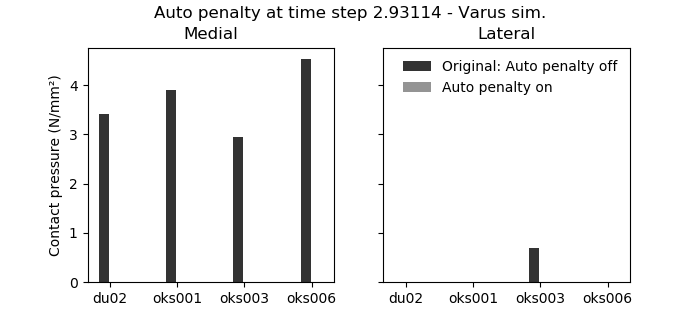 Auto penalty at time step 2.93114 - Varus sim.
Medial
Lateral
Contact pressure (N/mm²)
4
3
2
1
0
du02 oks001 oks003 oks006
Original: Auto penalty off
Auto penalty on
du02 oks001 oks003 oks006